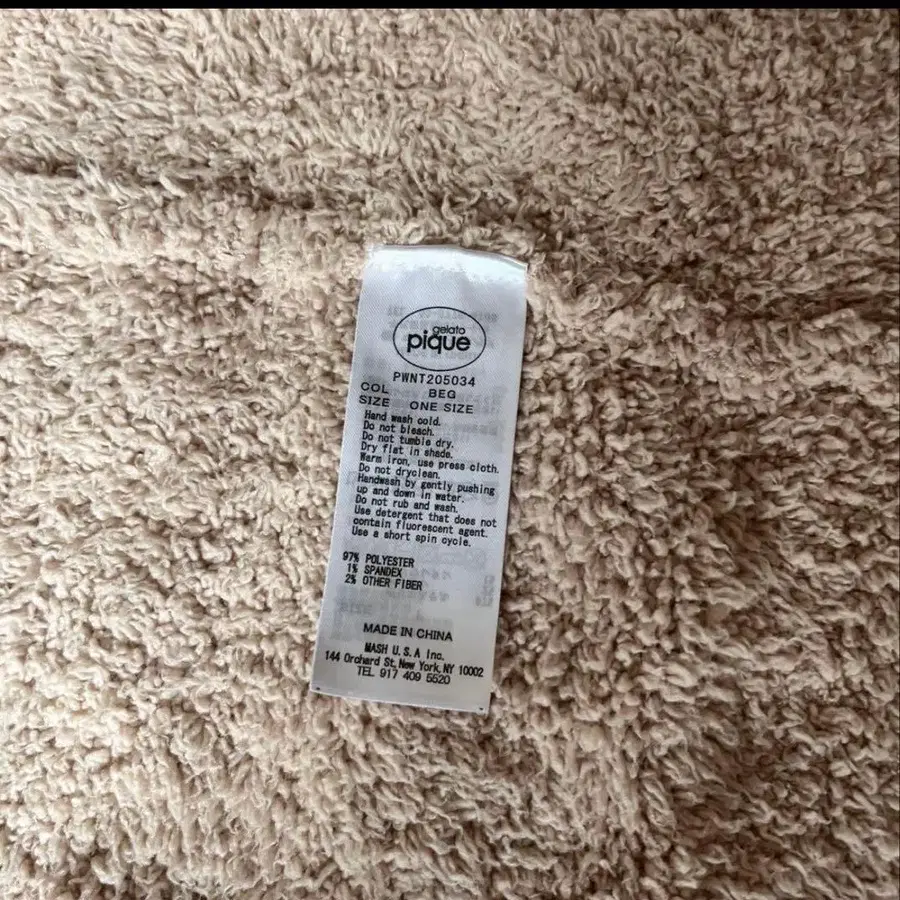 gelato
pique
PWNT205034
COL BEG
SIZE ONE SIZE
Hand wash cold.
Do not bleach.
Do not tumble dry.
Dry flat in shade.
Warm iron, use press cloth.
Do not dryclean.
Handwash by gently pushing
up and down in water.
Do not rub and wash.
Use detergent that does not
contain fluorescent agent.
Use a short spin cycle.
97% POLYESTER
1% SPANDEX
2% OTHER FIBER
MADE IN CHINA
MASH U.S.A Inc.
144 Orchard St, New York, NY 10002
TEL 917 409 5520